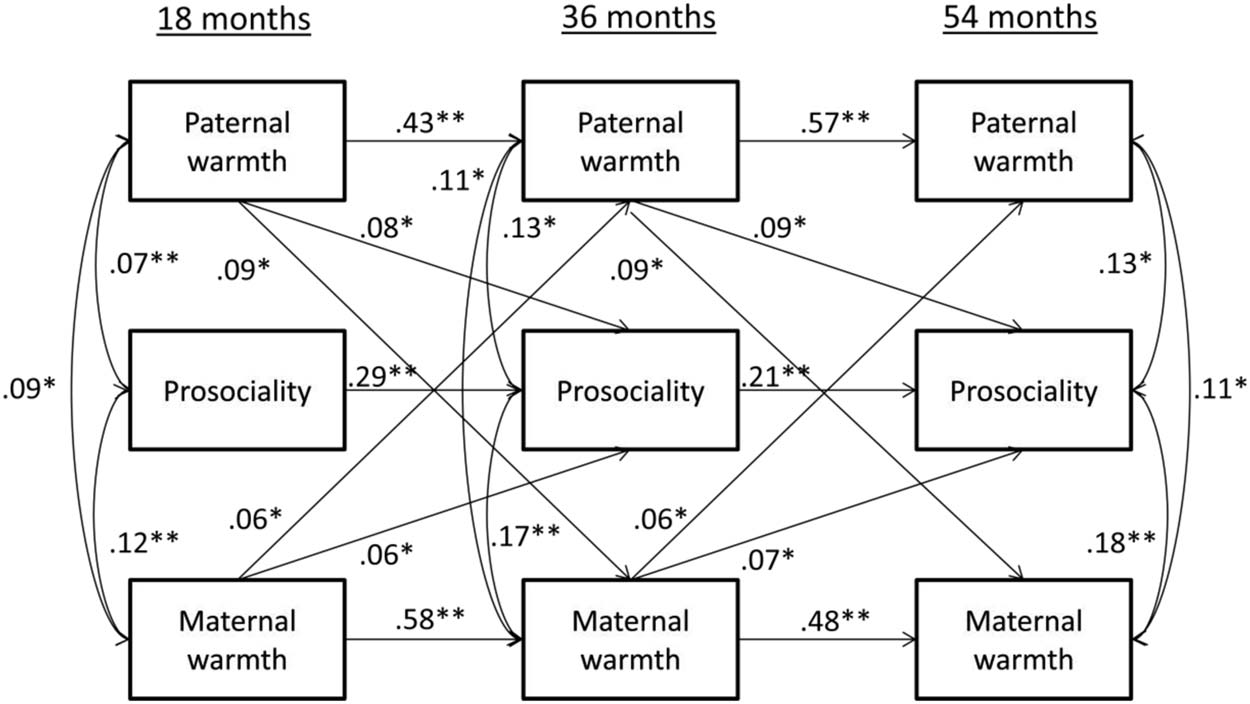 18 months
36 months
54 months
Paternal
warmth
.43**
Paternal
warmth
.57**
Paternal
warmth
.11*
.08*
.13*
.09*
.07**
.09*
.09*
.13*
.09*
Prosociality
.29**
Prosociality
.21**
Prosociality
.11*
.12**
.06*
.06*
.17**
.06*
.07*
.18**
Maternal
warmth
.58**
Maternal
warmth
.48**
Maternal
warmth